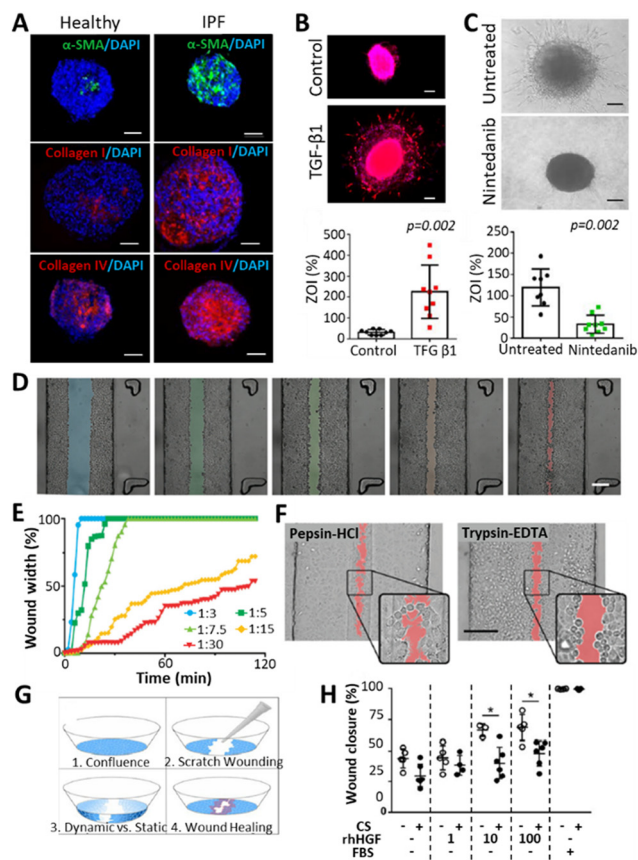 A
Healthy IPF
α-SMA/DAPI α-SMA/DAPI
Collagen I/DAPI Collagen I/DAPI
Collagen IV/DAPI Collagen IV/DAPI
B
Control
TGF-β1
p=0.002
ZOI (%)
500
400
300
200
100
0
Control TFG β1
C
Untreated
Nintedanib
p=0.002
ZOI (%)
250
200
150
100
50
0
Untreated Nintedanib
D
E
Wound width (%)
100
50
0
0 60 120
Time (min)
1:3 1:5
1:7.5 1:15
1:30
F
Pepsin-HCl Trypsin-EDTA
G
1. Confluence 2. Scratch Wounding
3. Dynamic vs. Static 4. Wound Healing
H
Wound closure (%)
100
75
50
25
0
* *
CS - + - + - + - + - +
rhHGF - 1 10 100 -
FBS - - - - +